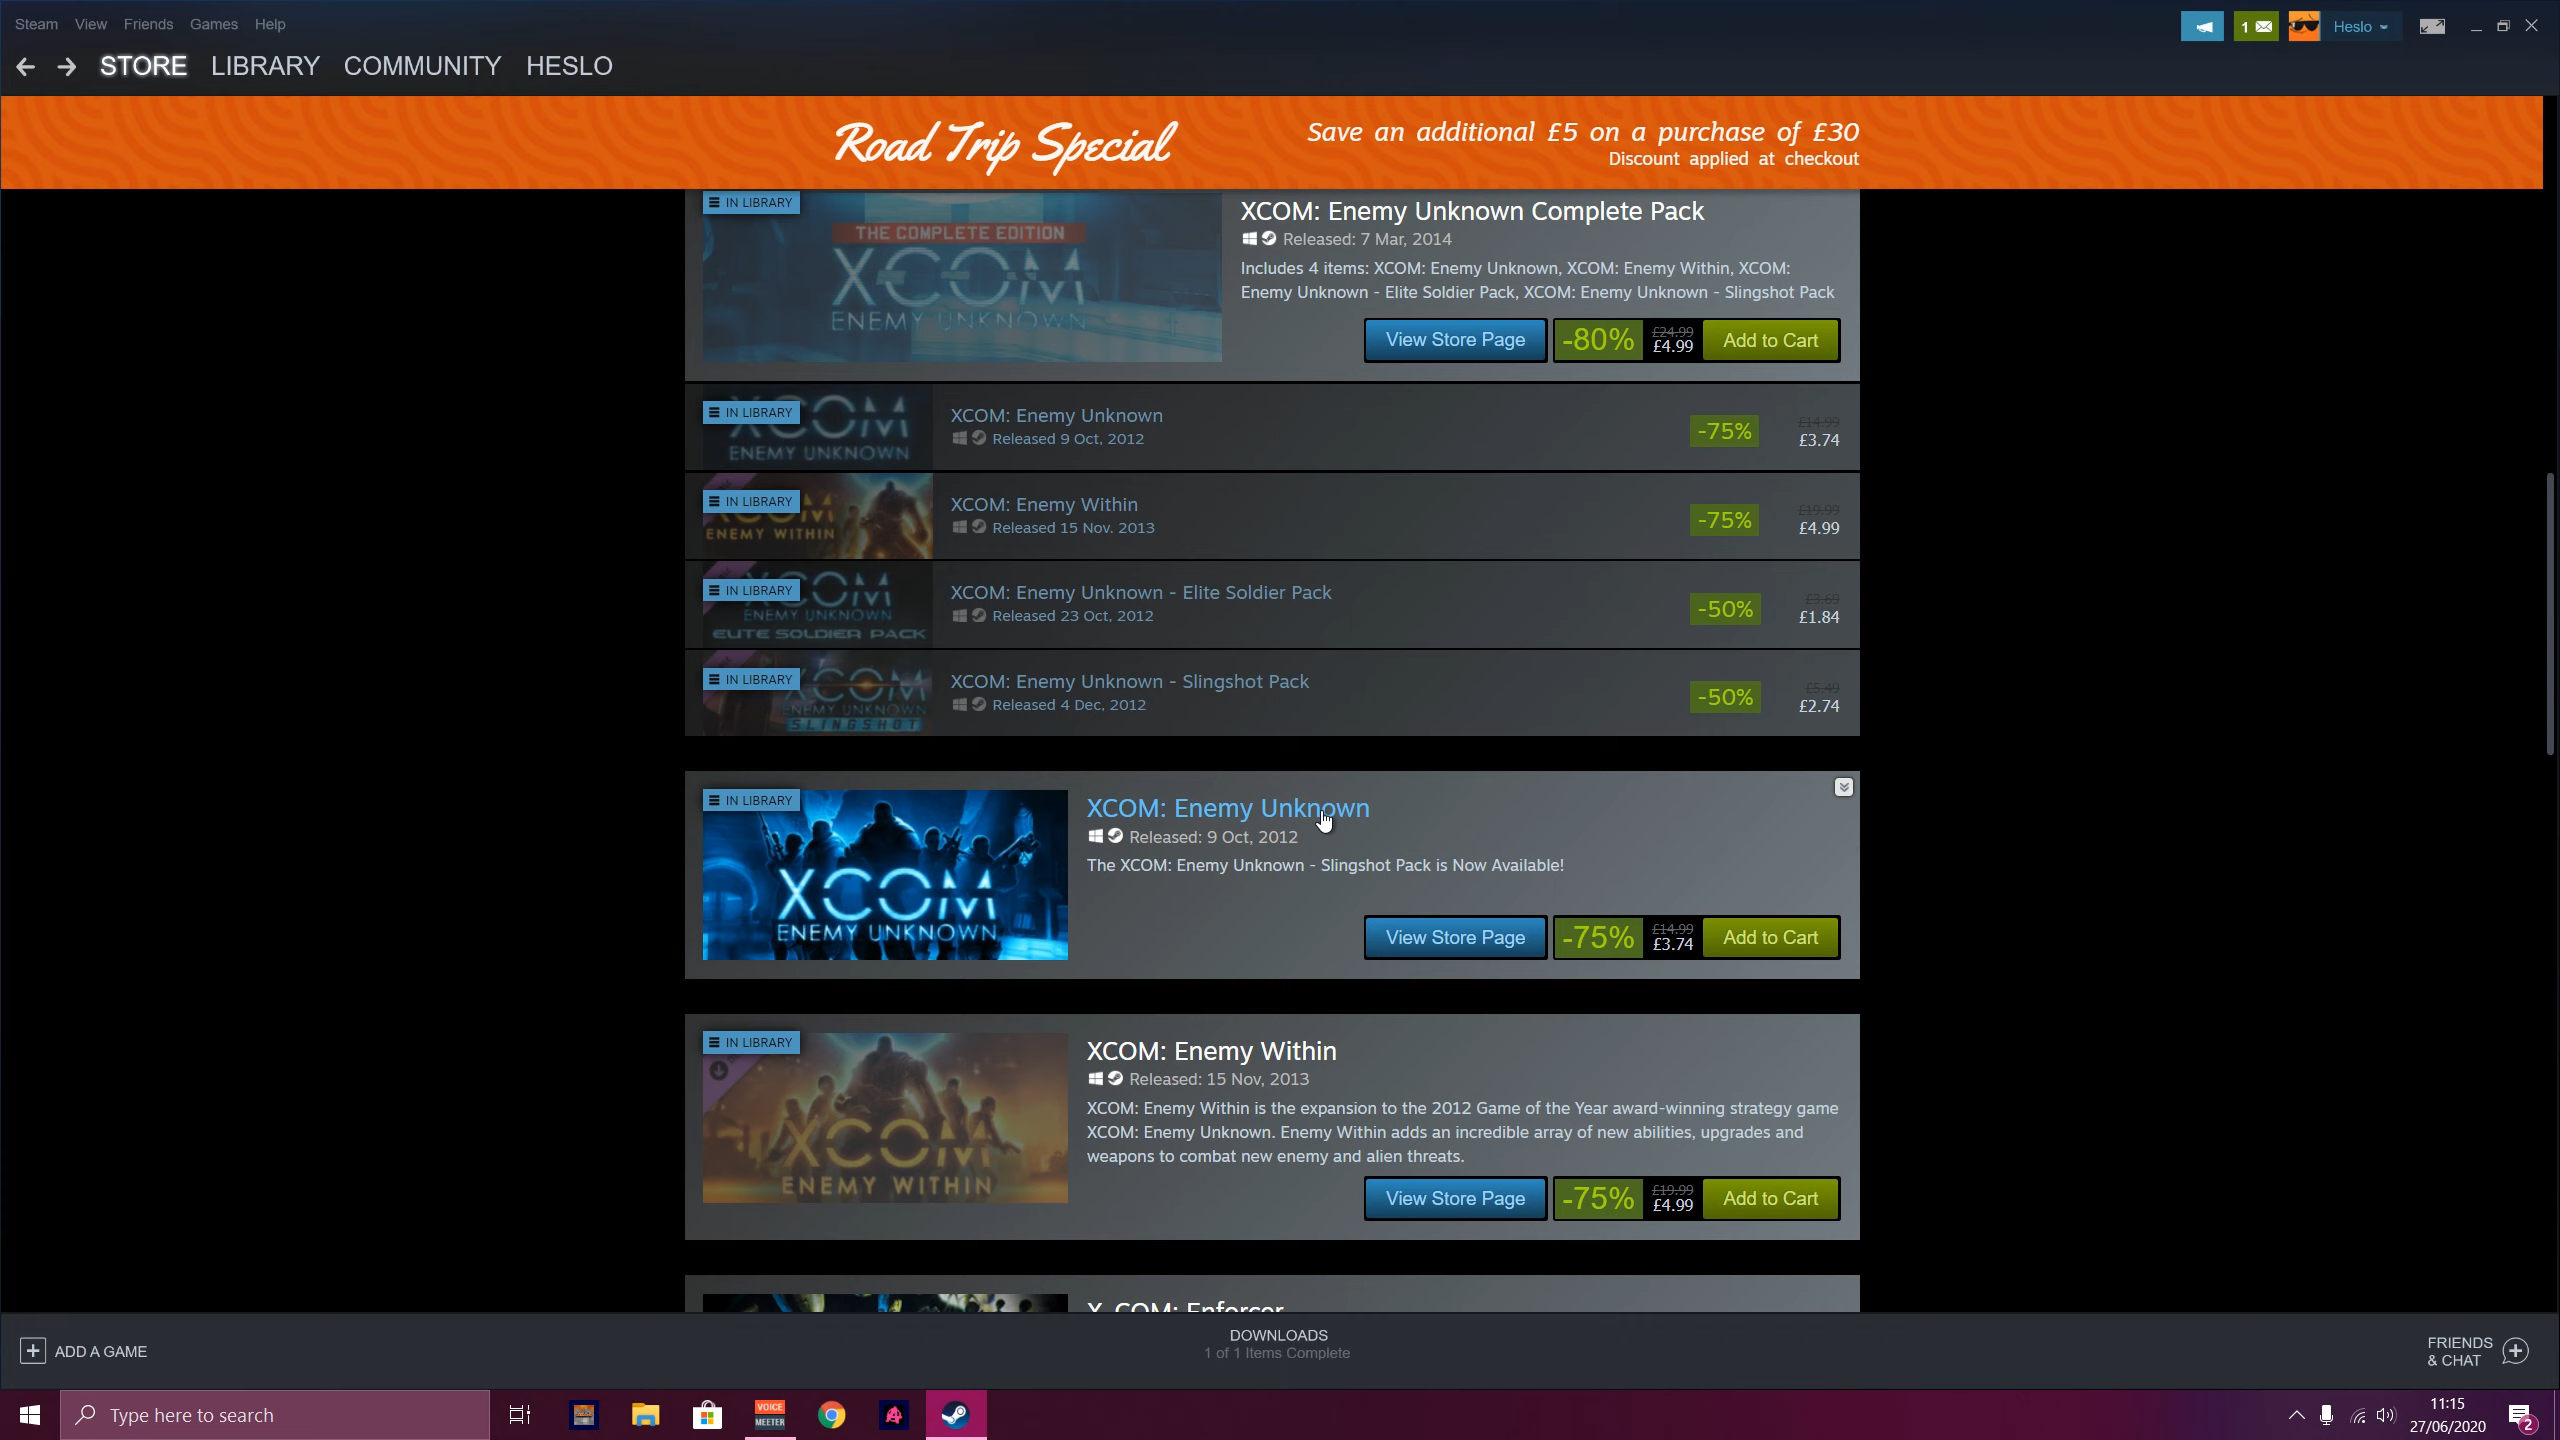 Steam View Friends Games Help
1 Heslo
STORE LIBRARY COMMUNITY HESLO
Road Trip Special
Save an additional £5 on a purchase of £30
Discount applied at checkout
IN LIBRARY
THE COMPLETE EDITION
XCOM
ENEMY UNKNOWN
XCOM: Enemy Unknown Complete Pack
Released: 7 Mar, 2014
Includes 4 items: XCOM: Enemy Unknown, XCOM: Enemy Within, XCOM:
Enemy Unknown - Elite Soldier Pack, XCOM: Enemy Unknown - Slingshot Pack
View Store Page -80% £24.99 £4.99 Add to Cart
IN LIBRARY
XCOM
ENEMY UNKNOWN
XCOM: Enemy Unknown
Released 9 Oct, 2012
-75% £14.99 £3.74
IN LIBRARY
XCOM
ENEMY WITHIN
XCOM: Enemy Within
Released 15 Nov. 2013
-75% £19.99 £4.99
IN LIBRARY
XCOM
ENEMY UNKNOWN
ELITE SOLDIER PACK
XCOM: Enemy Unknown - Elite Soldier Pack
Released 23 Oct, 2012
-50% £3.69 £1.84
IN LIBRARY
XCOM
ENEMY UNKNOWN
SLINGSHOT
XCOM: Enemy Unknown - Slingshot Pack
Released 4 Dec, 2012
-50% £5.49 £2.74
IN LIBRARY
XCOM
ENEMY UNKNOWN
XCOM: Enemy Unknown
Released: 9 Oct, 2012
The XCOM: Enemy Unknown - Slingshot Pack is Now Available!
View Store Page -75% £14.99 £3.74 Add to Cart
IN LIBRARY
XCOM
ENEMY WITHIN
XCOM: Enemy Within
Released: 15 Nov, 2013
XCOM: Enemy Within is the expansion to the 2012 Game of the Year award-winning strategy game
XCOM: Enemy Unknown. Enemy Within adds an incredible array of new abilities, upgrades and
weapons to combat new enemy and alien threats.
View Store Page -75% £19.99 £4.99 Add to Cart
X-COM: Enforcer
ADD A GAME
DOWNLOADS
1 of 1 Items Complete
FRIENDS
& CHAT
Type here to search
VOICE
MEETER
11:15
27/06/2020
2